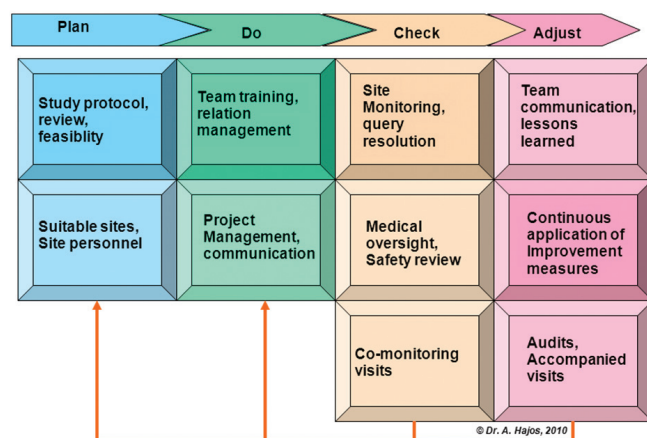 Plan
Do
Check
Adjust
Study protocol,
review,
feasiblity
Team training,
relation
management
Site
Monitoring,
query
resolution
Team
communication,
lessons
learned
Suitable sites,
Site personnel
Project
Management,
communication
Medical
oversight,
Safety review
Continuous
application of
Improvement
measures
Co-monitoring
visits
Audits,
Accompanied
visits
© Dr. A. Hajos, 2010